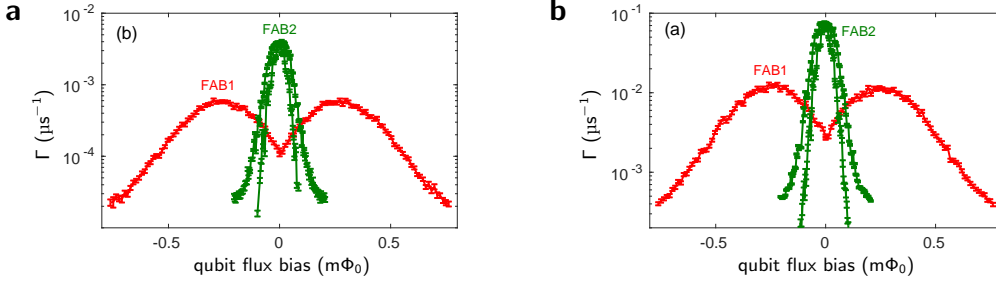 a
(b)
FAB2
FAB1
10⁻²
10⁻³
10⁻⁴
Γ (µs⁻¹)
-0.5
0
0.5
qubit flux bias (mΦ₀)
b
(a)
FAB2
FAB1
10⁻¹
10⁻²
10⁻³
Γ (µs⁻¹)
-0.5
0
0.5
qubit flux bias (mΦ₀)